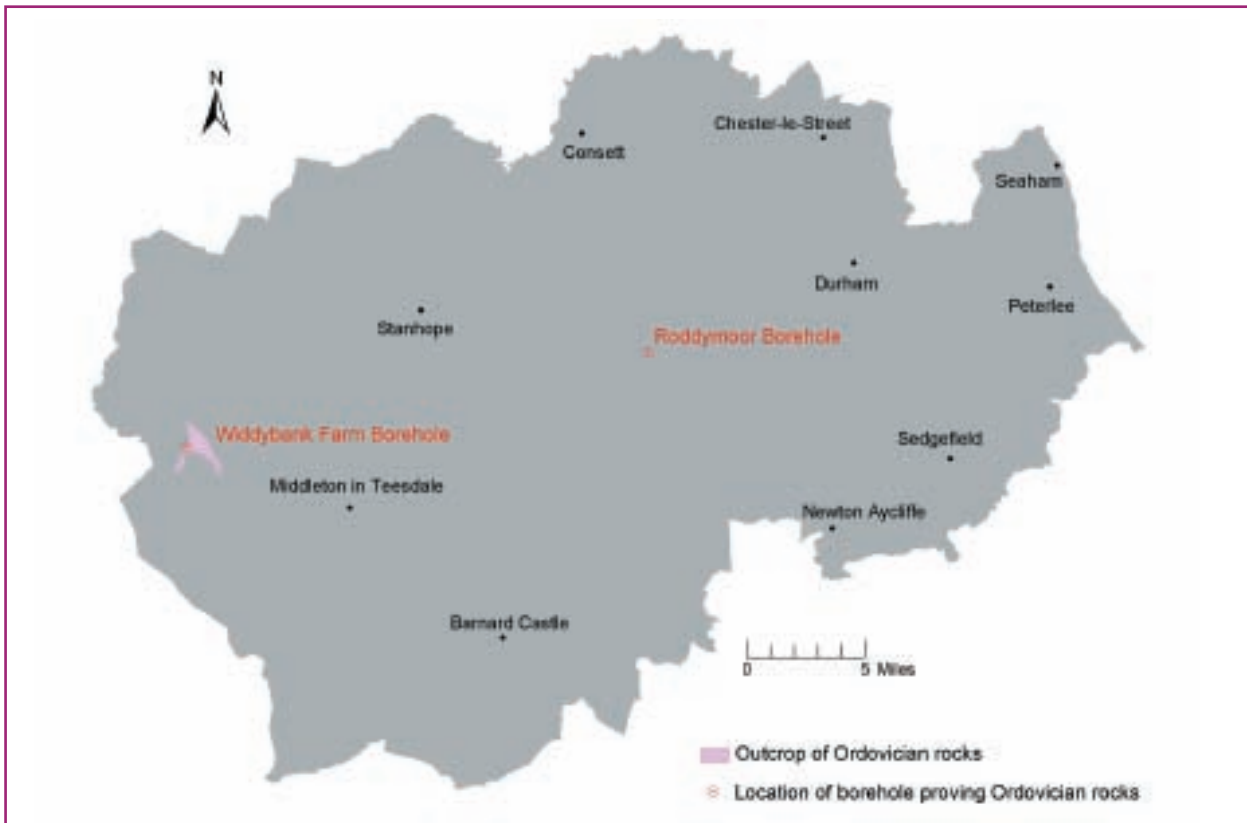 N
Chester-le-Street
Consett
Seaham
Durham
Peterlee
Stanhope
Roddymoor Borehole
Widdybank Farm Borehole
Sedgefield
Middleton in Teesdale
Newton Aycliffe
Barnard Castle
0 5 Miles
Outcrop of Ordovician rocks
Location of borehole proving Ordovician rocks